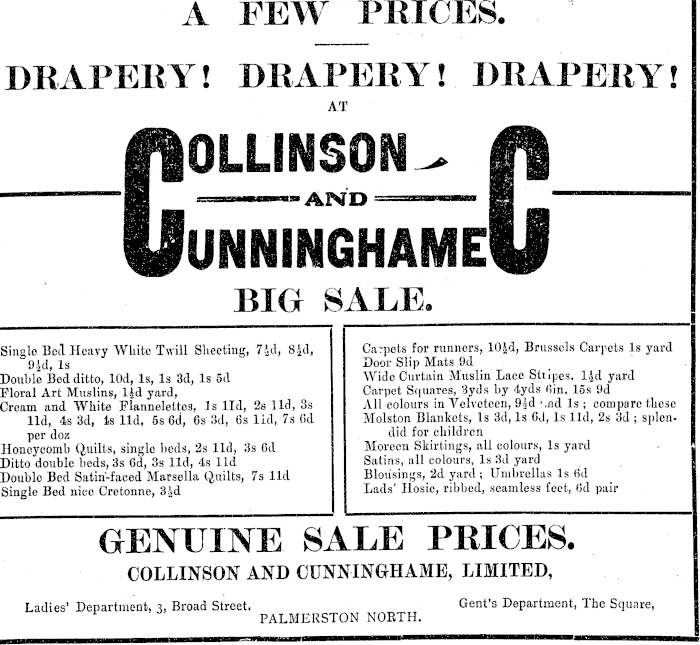 A FEW PRICES.
DRAPERY! DRAPERY! DRAPERY!
AT
COLLINSON
AND
CUNNINGHAME
C
BIG SALE.
Single Bed Heavy White Twill Sheeting, 7½d, 8½d,
9½d, 1s
Double Bed ditto, 10d, 1s, 1s 3d, 1s 5d
Floral Art Muslins, 1½d yard,
Cream and White Flannelettes, 1s 11d, 2s 11d, 3s
11d, 4s 3d, 4s 11d, 5s 6d, 6s 3d, 6s 11d, 7s 6d
per doz
Honeycomb Quilts, single beds, 2s 11d, 3s 6d
Ditto double beds, 3s 6d, 3s 11d, 4s 11d
Double Bed Satin-faced Marsella Quilts, 7s 11d
Single Bed nice Cretonne, 3½d
Carpets for runners, 10½d, Brussels Carpets 1s yard
Door Slip Mats 9d
Wide Curtain Muslin Lace Stripes, 1½d yard
Carpet Squares, 3yds by 4yds 6in, 15s 9d
All colours in Velveteen, 9½d and 1s ; compare these
Molston Blankets, 1s 3d, 1s 6d, 1s 11d, 2s 3d ; splen-
did for children
Moreen Skirtings, all colours, 1s yard
Satins, all colours, 1s 3d yard
Blousings, 2d yard ; Umbrellas 1s 6d
Lads' Hosie, ribbed, seamless feet, 6d pair
GENUINE SALE PRICES.
COLLINSON AND CUNNINGHAME, LIMITED,
Ladies' Department, 3, Broad Street.
Gent's Department, The Square,
PALMERSTON NORTH.